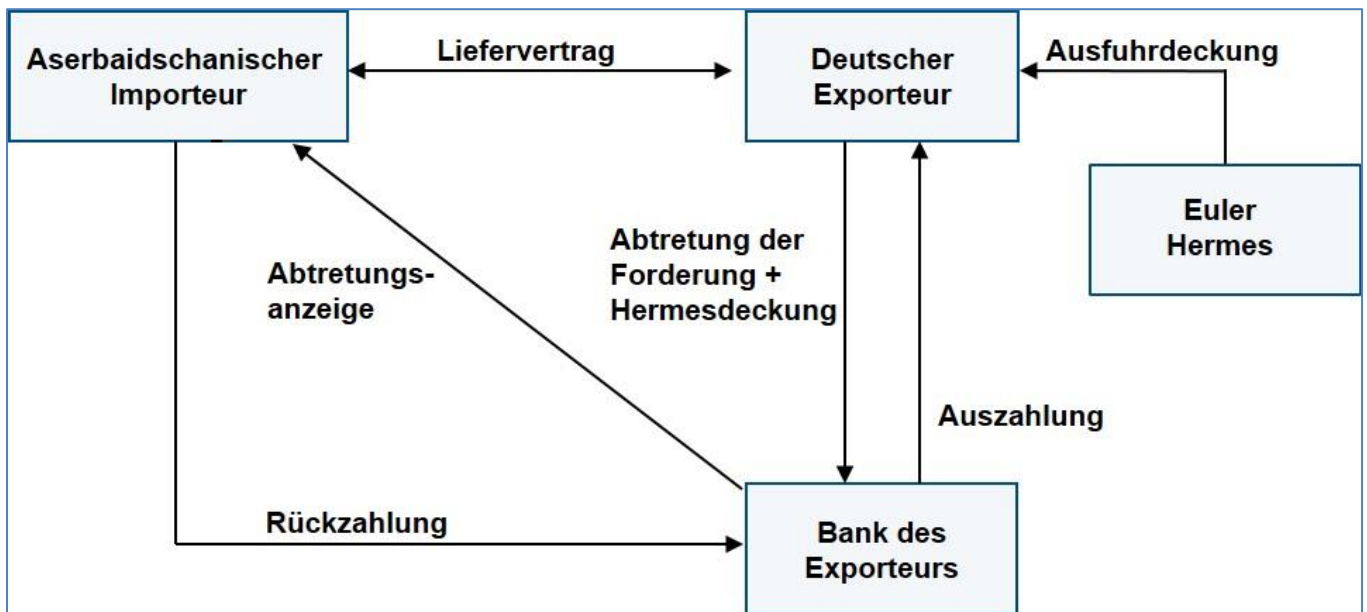 Aserbaidschanischer
Importeur
Liefervertrag
Deutscher
Exporteur
Ausfuhrdeckung
Euler
Hermes
Abtretungs-
anzeige
Abtretung der
Forderung +
Hermesdeckung
Auszahlung
Rückzahlung
Bank des
Exporteurs